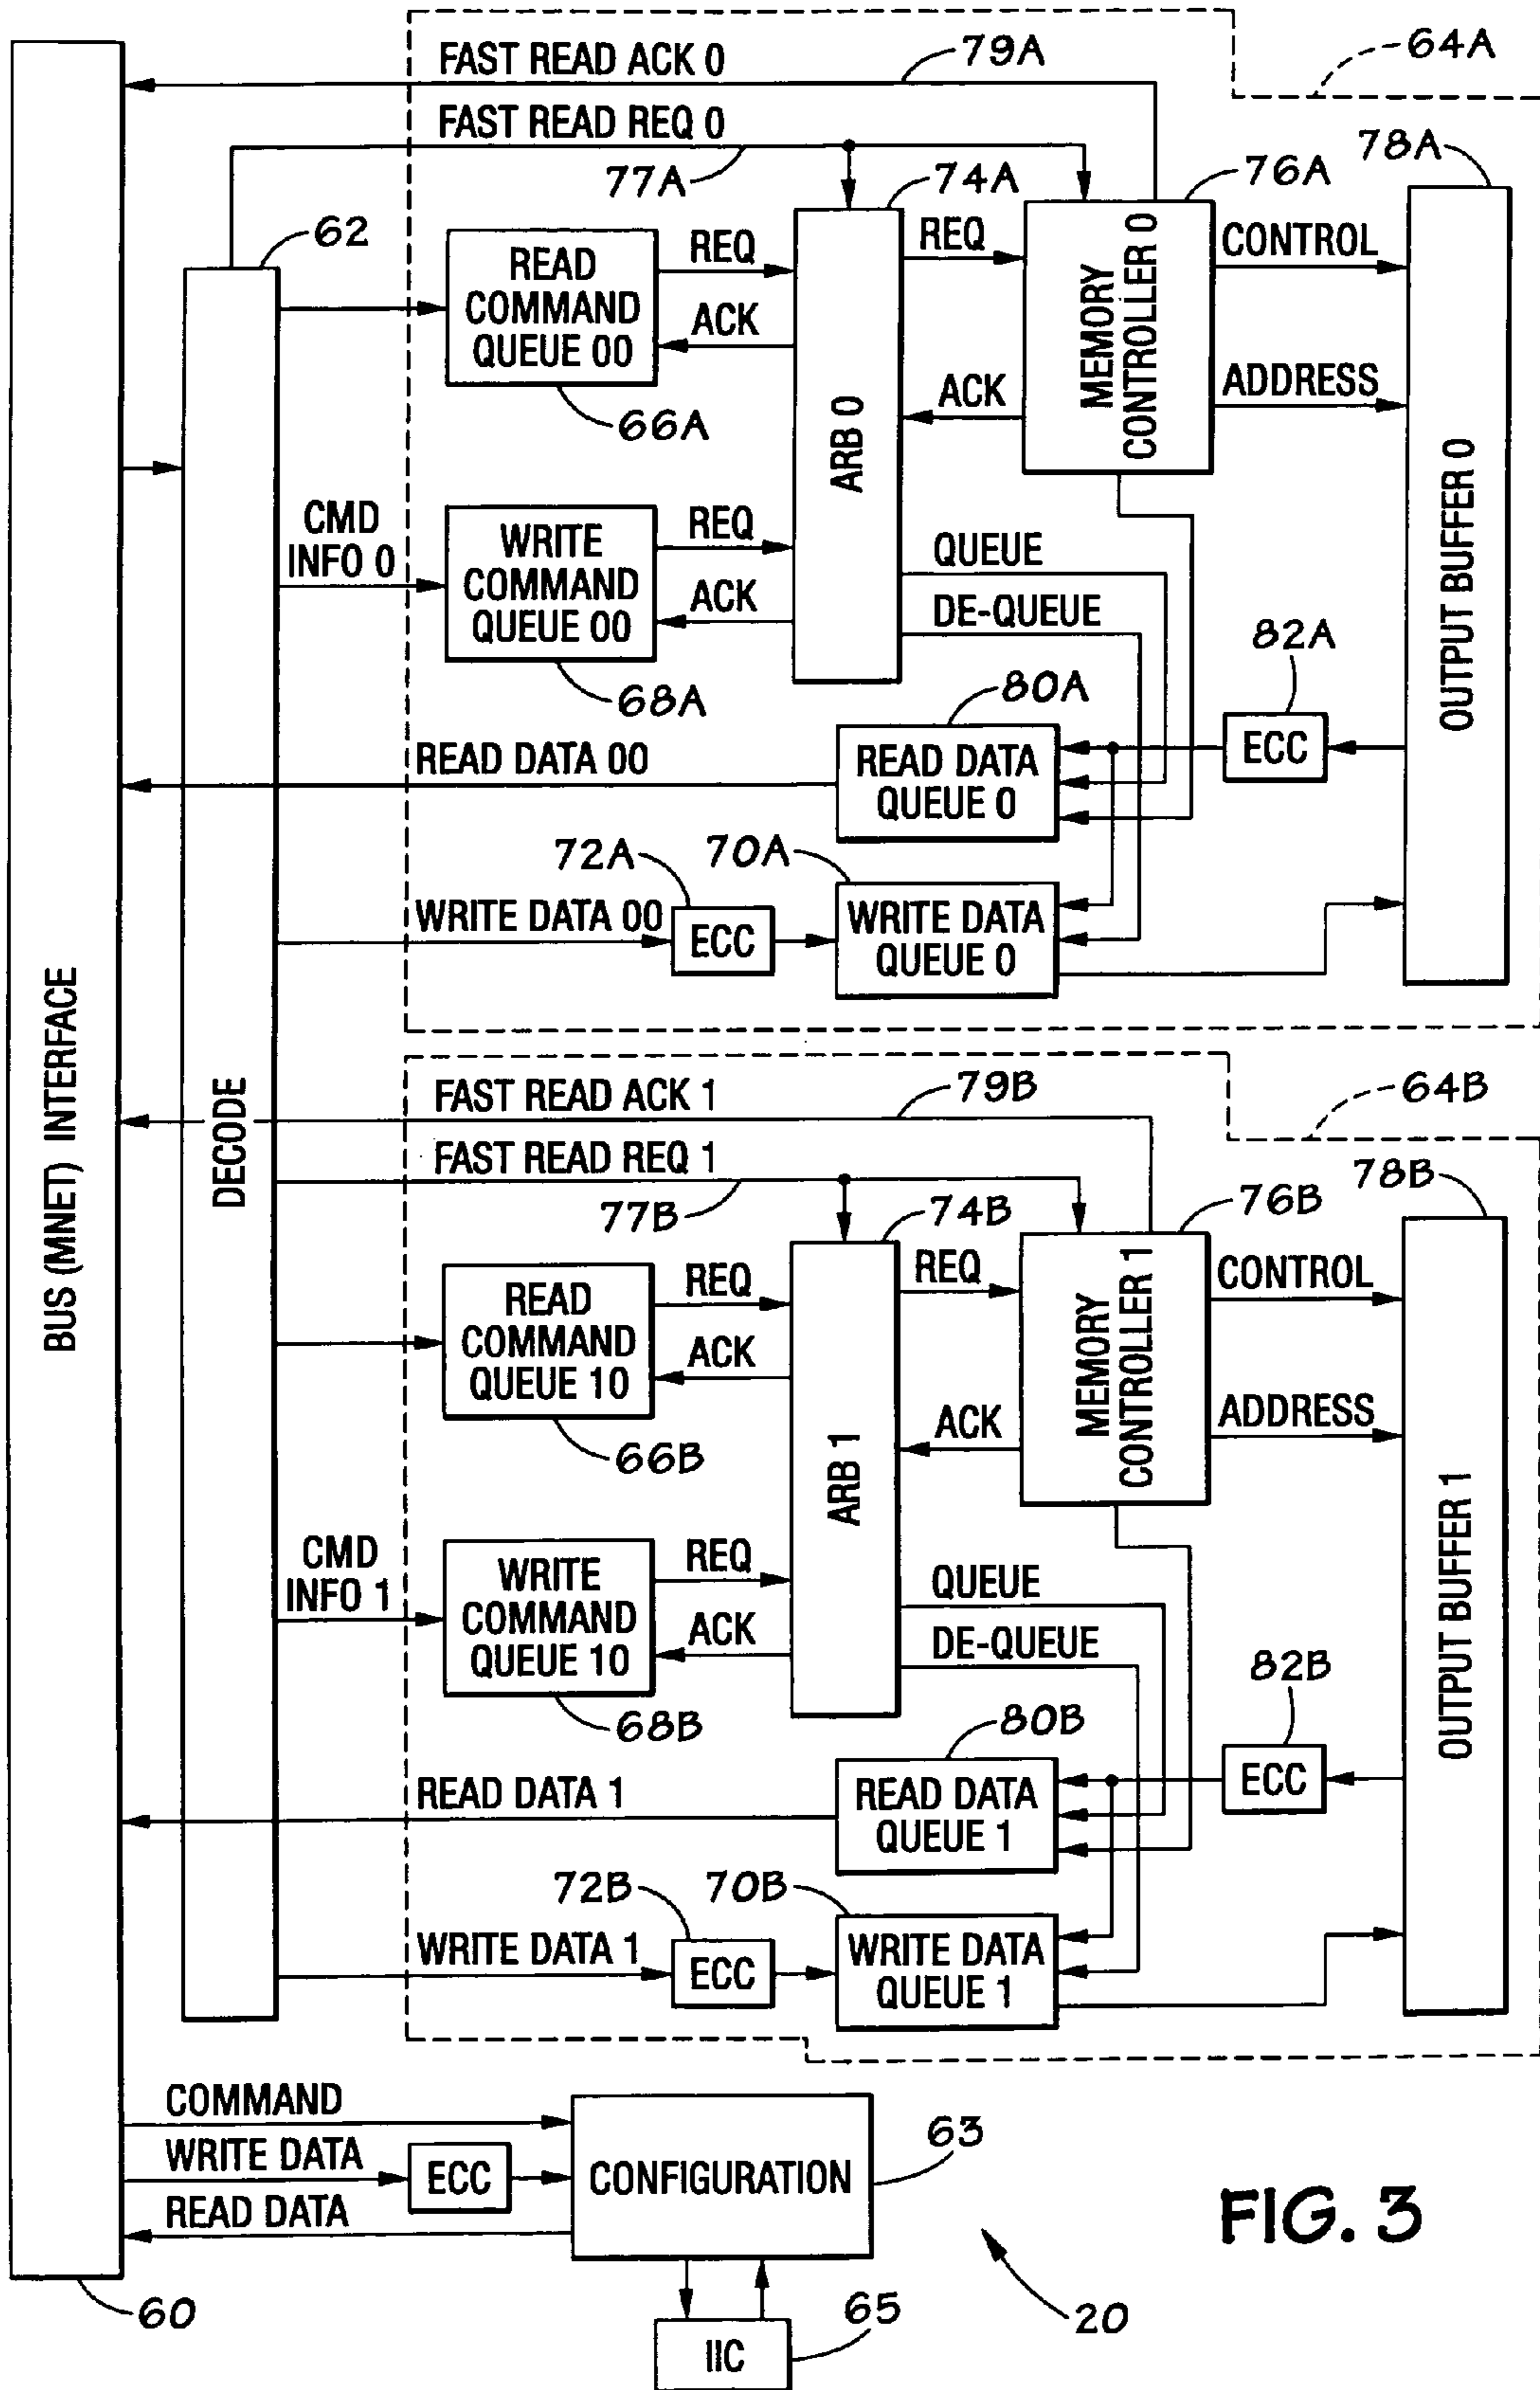 64A
FAST READ ACK 0
79A
FAST READ REQ 0
77A
74A
76A
78A
62
READ
COMMAND
QUEUE 00
REQ
ACK
66A
ARB 0
REQ
ACK
MEMORY
CONTROLLER 0
CONTROL
ADDRESS
OUTPUT BUFFER 0
CMD
INFO 0
WRITE
COMMAND
QUEUE 00
REQ
ACK
68A
QUEUE
DE-QUEUE
82A
ECC
80A
READ DATA 00
READ DATA
QUEUE 0
72A
70A
WRITE DATA 00
ECC
WRITE DATA
QUEUE 0
BUS (MNET) INTERFACE
DECODE
64B
FAST READ ACK 1
79B
FAST READ REQ 1
77B
74B
76B
78B
READ
COMMAND
QUEUE 10
REQ
ACK
66B
ARB 1
REQ
ACK
MEMORY
CONTROLLER 1
CONTROL
ADDRESS
OUTPUT BUFFER 1
CMD
INFO 1
WRITE
COMMAND
QUEUE 10
REQ
ACK
68B
QUEUE
DE-QUEUE
82B
ECC
80B
READ DATA 1
READ DATA
QUEUE 1
72B
70B
WRITE DATA 1
ECC
WRITE DATA
QUEUE 1
COMMAND
WRITE DATA
ECC
READ DATA
CONFIGURATION
63
60
IIC
65
20
FIG. 3